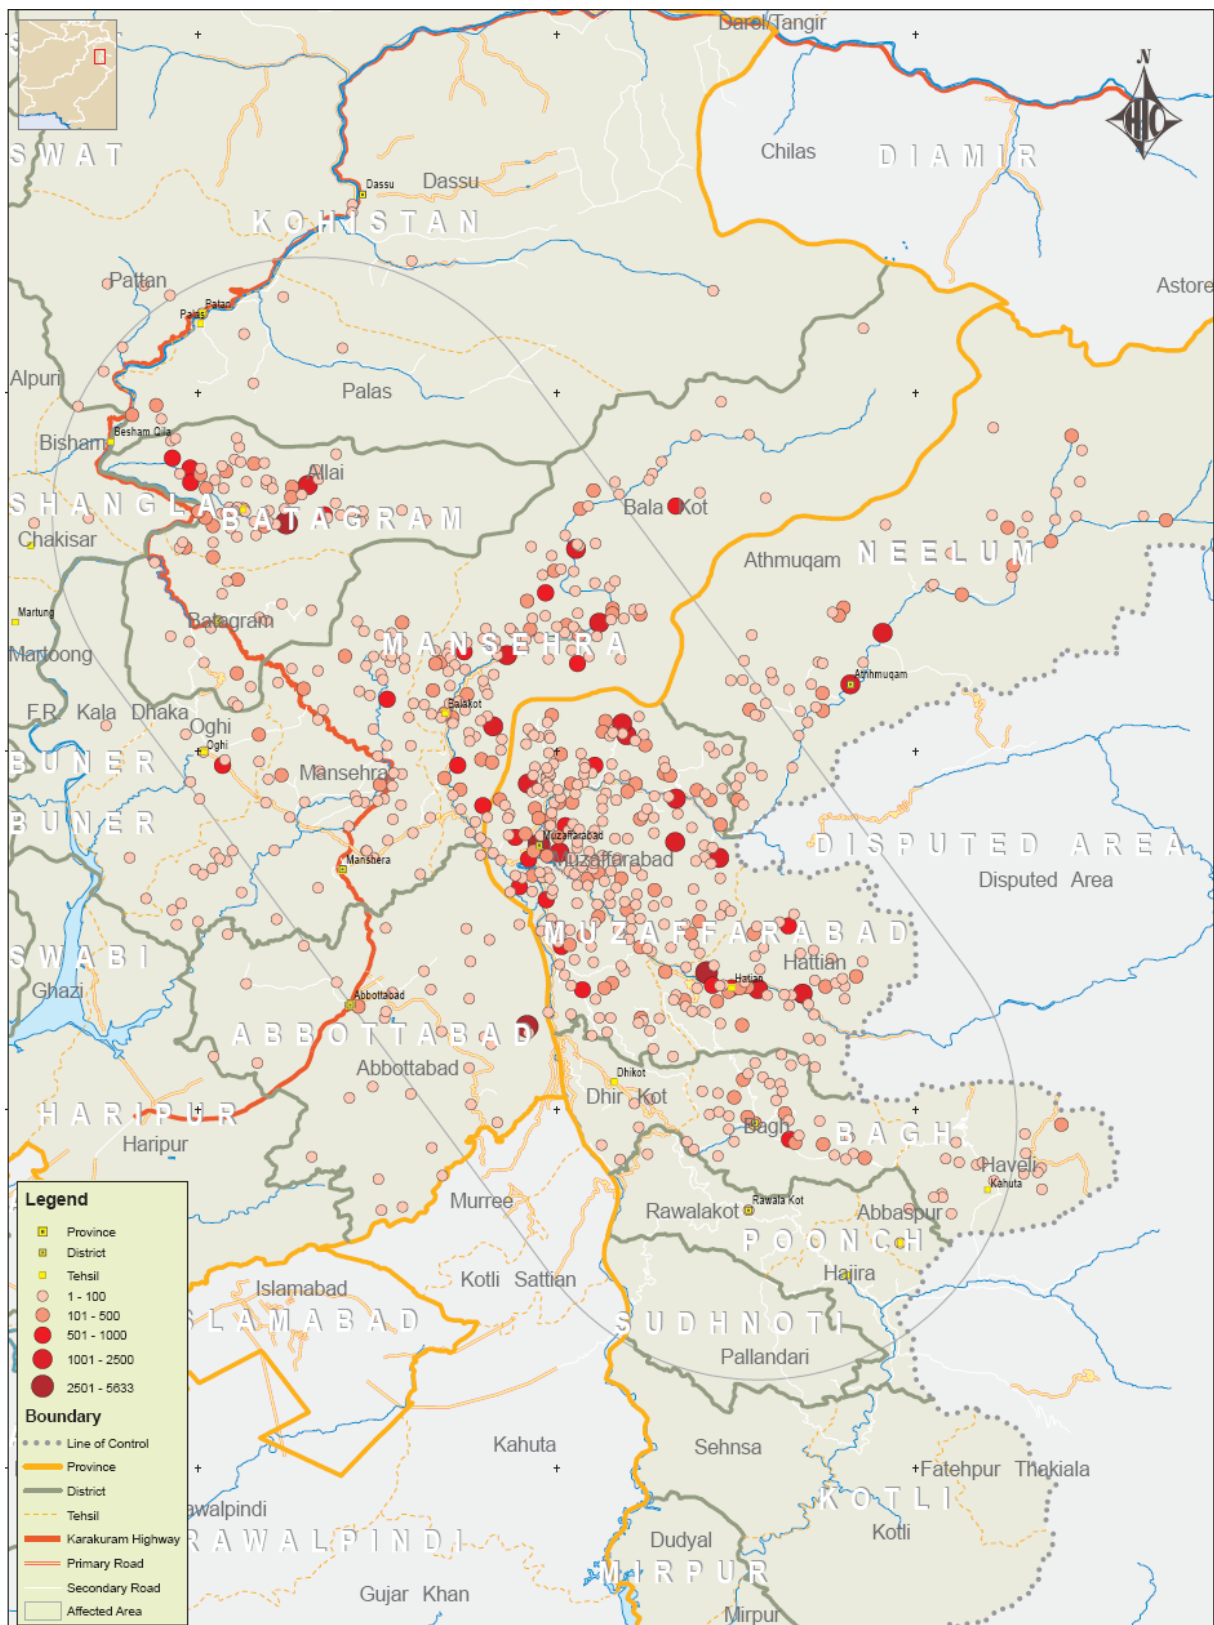 Darel/Tangir
N
HIC
SWAT
Chilas
DIAMIR
Dassu
Dassu
KOHISTAN
Pattan
Astore
Patan
Palas
Alpuri
Palas
Besham Qila
Bisham
Allai
Bala Kot
SHANGLA
BATAGRAM
Chakisar
Athmuqam
NEELUM
Martung
Batagram
MANSEHRA
Martoong
Athhmuqam
F.R. Kala Dhaka
Balakot
Oghi
Oghi
BUNER
Mansehra
BUNER
Muzaffarabad
DISPUTED AREA
Muzaffarabad
Manshera
Disputed Area
MUZAFFARABAD
SWABI
Hattian
Hatian
Ghazi
Abbottabad
ABBOTTABAD
Abbottabad
Dhikot
Dhir Kot
HARIPUR
Bagh
BAGH
Haripur
Haveli
Kahuta
Murree
Rawalakot
Rawala Kot
Abbaspur
POONCH
Kotli Sattian
Hajira
Islamabad
SLAMABAD
SUDHNOTI
Pallandari
Kahuta
Sehnsa
Fatehpur Thakiala
KOTLI
awalpindi
Kotli
RAWALPINDI
Dudyal
MIRPUR
Gujar Khan
Mirpur
Legend
Province
District
Tehsil
1 - 100
101 - 500
501 - 1000
1001 - 2500
2501 - 5633
Boundary
Line of Control
Province
District
Tehsil
Karakuram Highway
Primary Road
Secondary Road
Affected Area